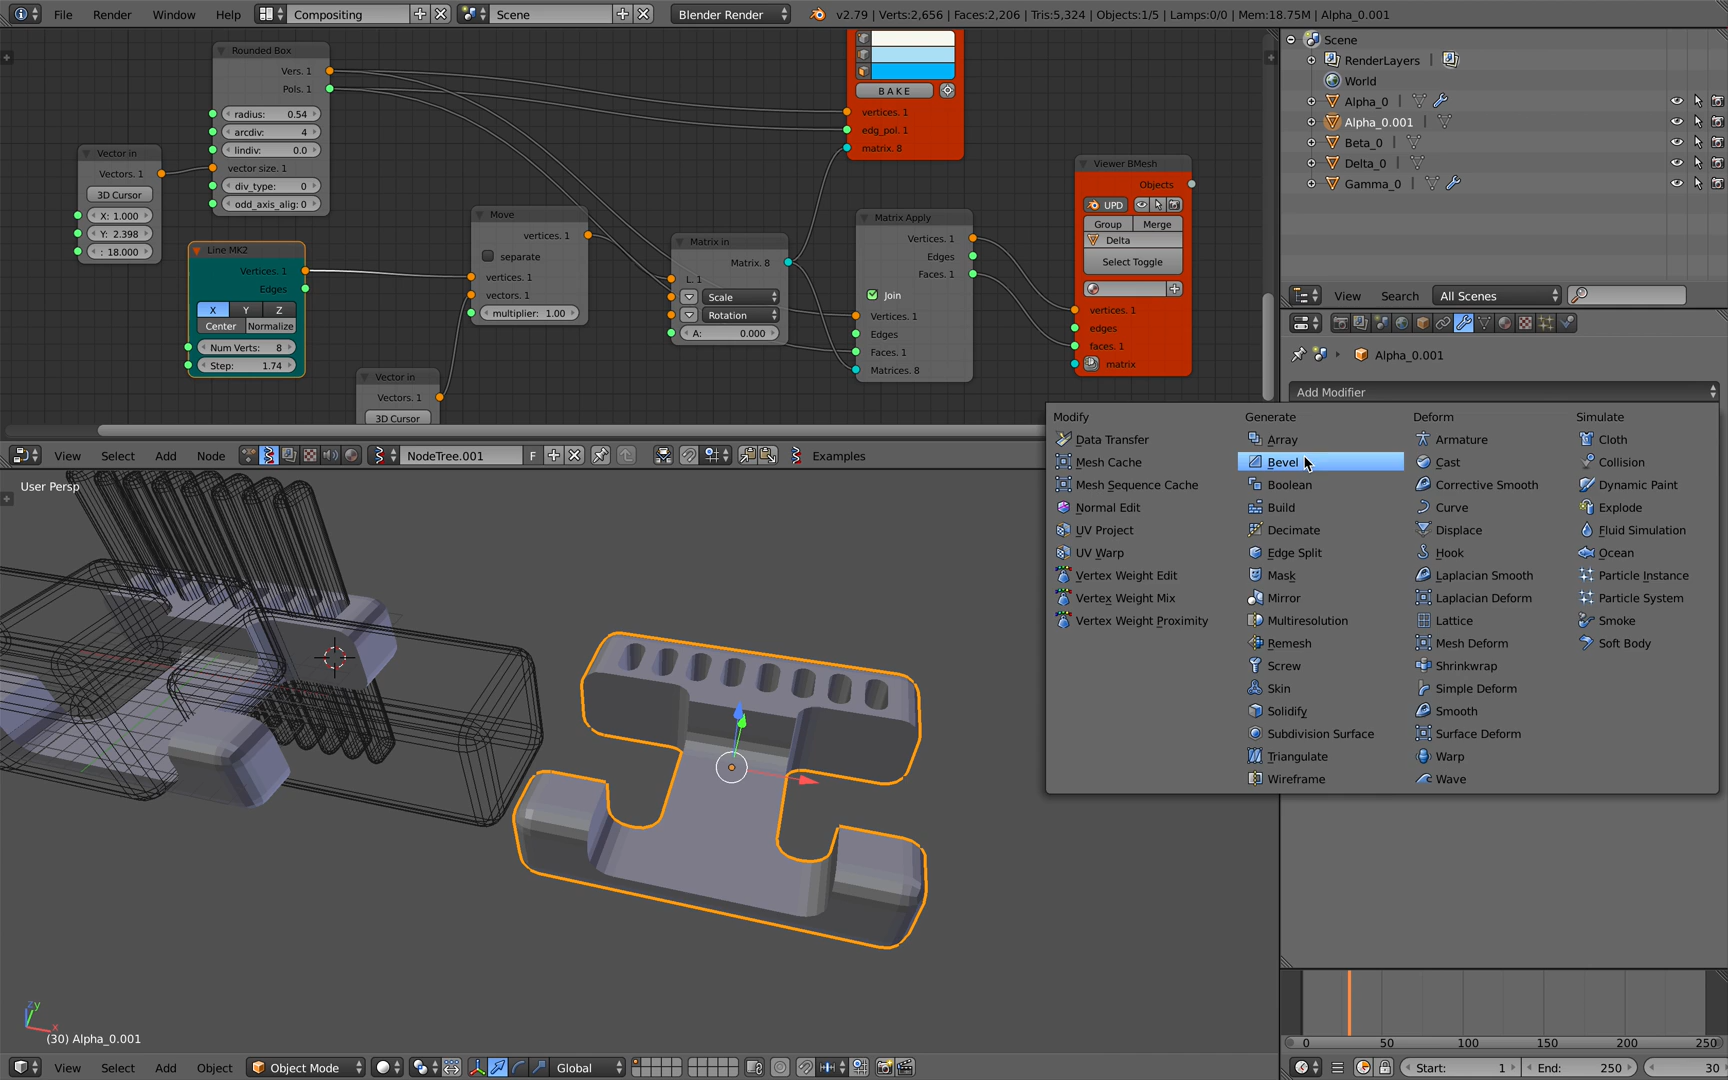 File Render Window Help Compositing Scene Blender Render v2.79 | Verts:2,656 | Faces:2,206 | Tris:5,324 | Objects:1/5 | Lamps:0/0 | Mem:18.75M | Alpha_0.001
Rounded Box
Vers. 1
Pols. 1
radius: 0.54
arcdiv: 4
lindiv: 0.0
vector size. 1
div_type: 0
odd_axis_alig: 0
Vector in
Vectors. 1
3D Cursor
X: 1.000
Y: 2.398
: 18.000
Line MK2
Vertices. 1
Edges
X Y Z
Center Normalize
Num Verts: 8
Step: 1.74
Vector in
Vectors. 1
3D Cursor
Move
vertices. 1
separate
vertices. 1
vectors. 1
multiplier: 1.00
Matrix in
Matrix. 8
L. 1
Scale
Rotation
A: 0.000
BAKE
vertices. 1
edg_pol. 1
matrix. 8
Matrix Apply
Vertices. 1
Edges
Faces. 1
Join
Vertices. 1
Edges
Faces. 1
Matrices. 8
Viewer BMesh
Objects
UPD
Group Merge
Delta
Select Toggle
vertices. 1
edges
faces. 1
matrix
Scene
RenderLayers
World
Alpha_0
Alpha_0.001
Beta_0
Delta_0
Gamma_0
View Search All Scenes
Alpha_0.001
Add Modifier
View Select Add Node NodeTree.001 F Examples
Modify
Data Transfer
Mesh Cache
Mesh Sequence Cache
Normal Edit
UV Project
UV Warp
Vertex Weight Edit
Vertex Weight Mix
Vertex Weight Proximity
Generate
Array
Bevel
Boolean
Build
Decimate
Edge Split
Mask
Mirror
Multiresolution
Remesh
Screw
Skin
Solidify
Subdivision Surface
Triangulate
Wireframe
Deform
Armature
Cast
Corrective Smooth
Curve
Displace
Hook
Laplacian Smooth
Laplacian Deform
Lattice
Mesh Deform
Shrinkwrap
Simple Deform
Smooth
Surface Deform
Warp
Wave
Simulate
Cloth
Collision
Dynamic Paint
Explode
Fluid Simulation
Ocean
Particle Instance
Particle System
Smoke
Soft Body
User Persp
zy
x
(30) Alpha_0.001
0 50 100 150 200 250
View Select Add Object Object Mode Global
Start: 1 End: 250 30